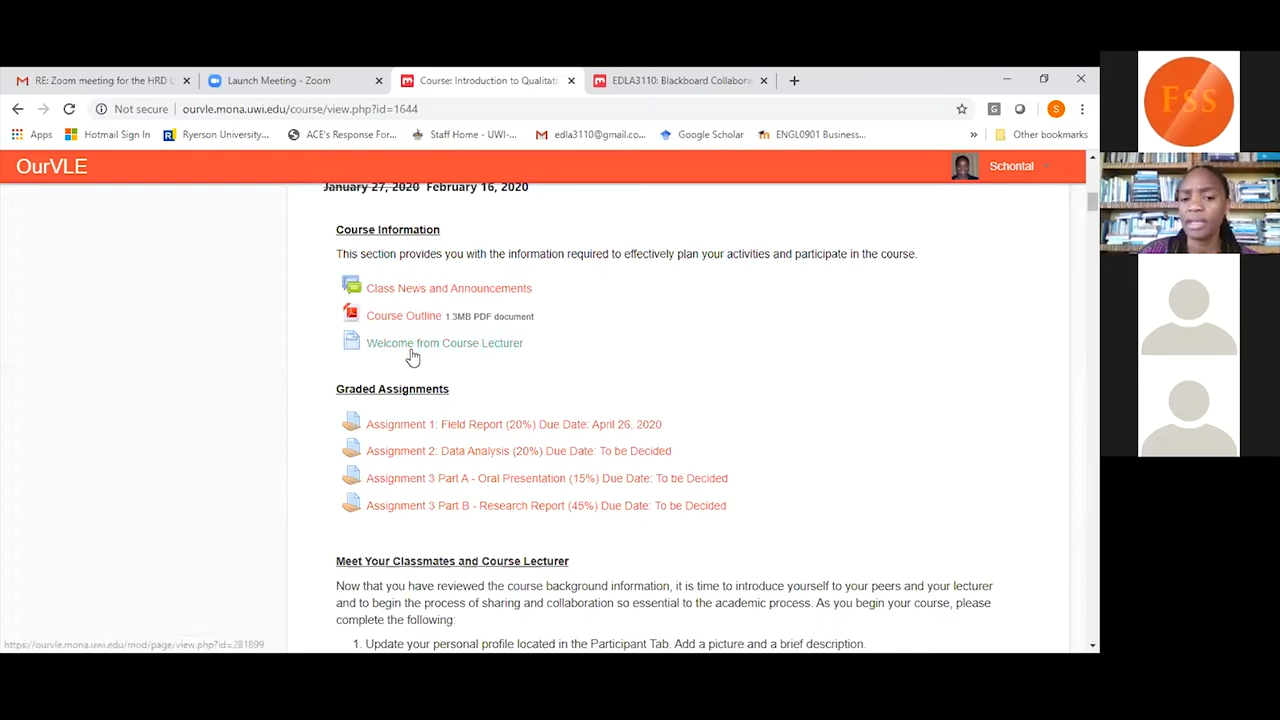 RE: Zoom meeting for the HRD U
Launch Meeting - Zoom
Course: Introduction to Qualitati
EDLA3110: Blackboard Collabora
Not secure ourvle.mona.uwi.edu/course/view.php?id=1644
S
Apps
Hotmail Sign In
Ryerson University...
ACE's Response For...
Staff Home - UWI-...
edla3110@gmail.co...
Google Scholar
ENGL0901 Business...
» Other bookmarks
OurVLE
Schontal
January 27, 2020 February 16, 2020
Course Information
This section provides you with the information required to effectively plan your activities and participate in the course.
Class News and Announcements
Course Outline 1.3MB PDF document
Welcome from Course Lecturer
Graded Assignments
Assignment 1: Field Report (20%) Due Date: April 26, 2020
Assignment 2: Data Analysis (20%) Due Date: To be Decided
Assignment 3 Part A - Oral Presentation (15%) Due Date: To be Decided
Assignment 3 Part B - Research Report (45%) Due Date: To be Decided
Meet Your Classmates and Course Lecturer
Now that you have reviewed the course background information, it is time to introduce yourself to your peers and your lecturer
and to begin the process of sharing and collaboration so essential to the academic process. As you begin your course, please
complete the following:
1. Update your personal profile located in the Participant Tab. Add a picture and a brief description.
https://ourvle.mona.uwi.edu/mod/page/view.php?id=281899
FSS